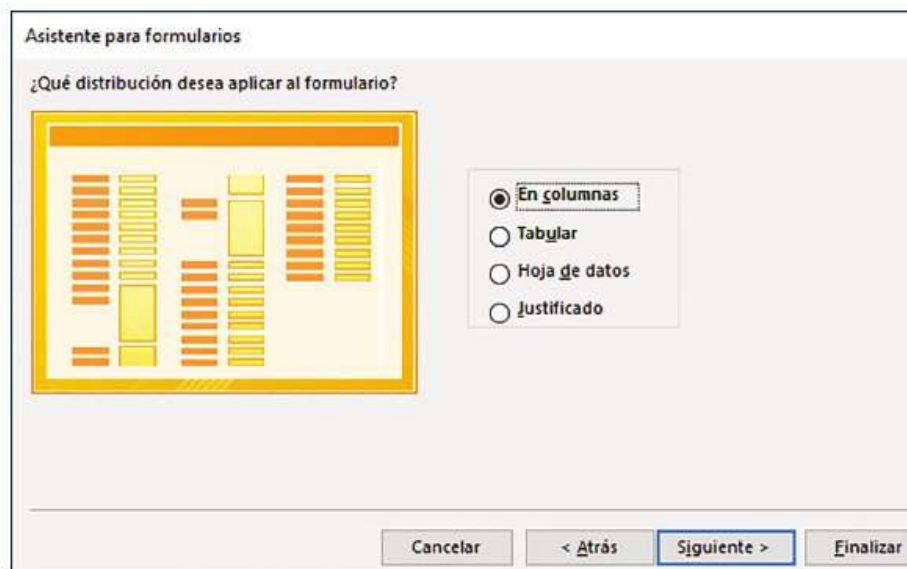 Asistente para formularios
¿Qué distribución desea aplicar al formulario?
En columnas
Tabular
Hoja de datos
Justificado
Cancelar
< Atrás
Siguiente >
Finalizar